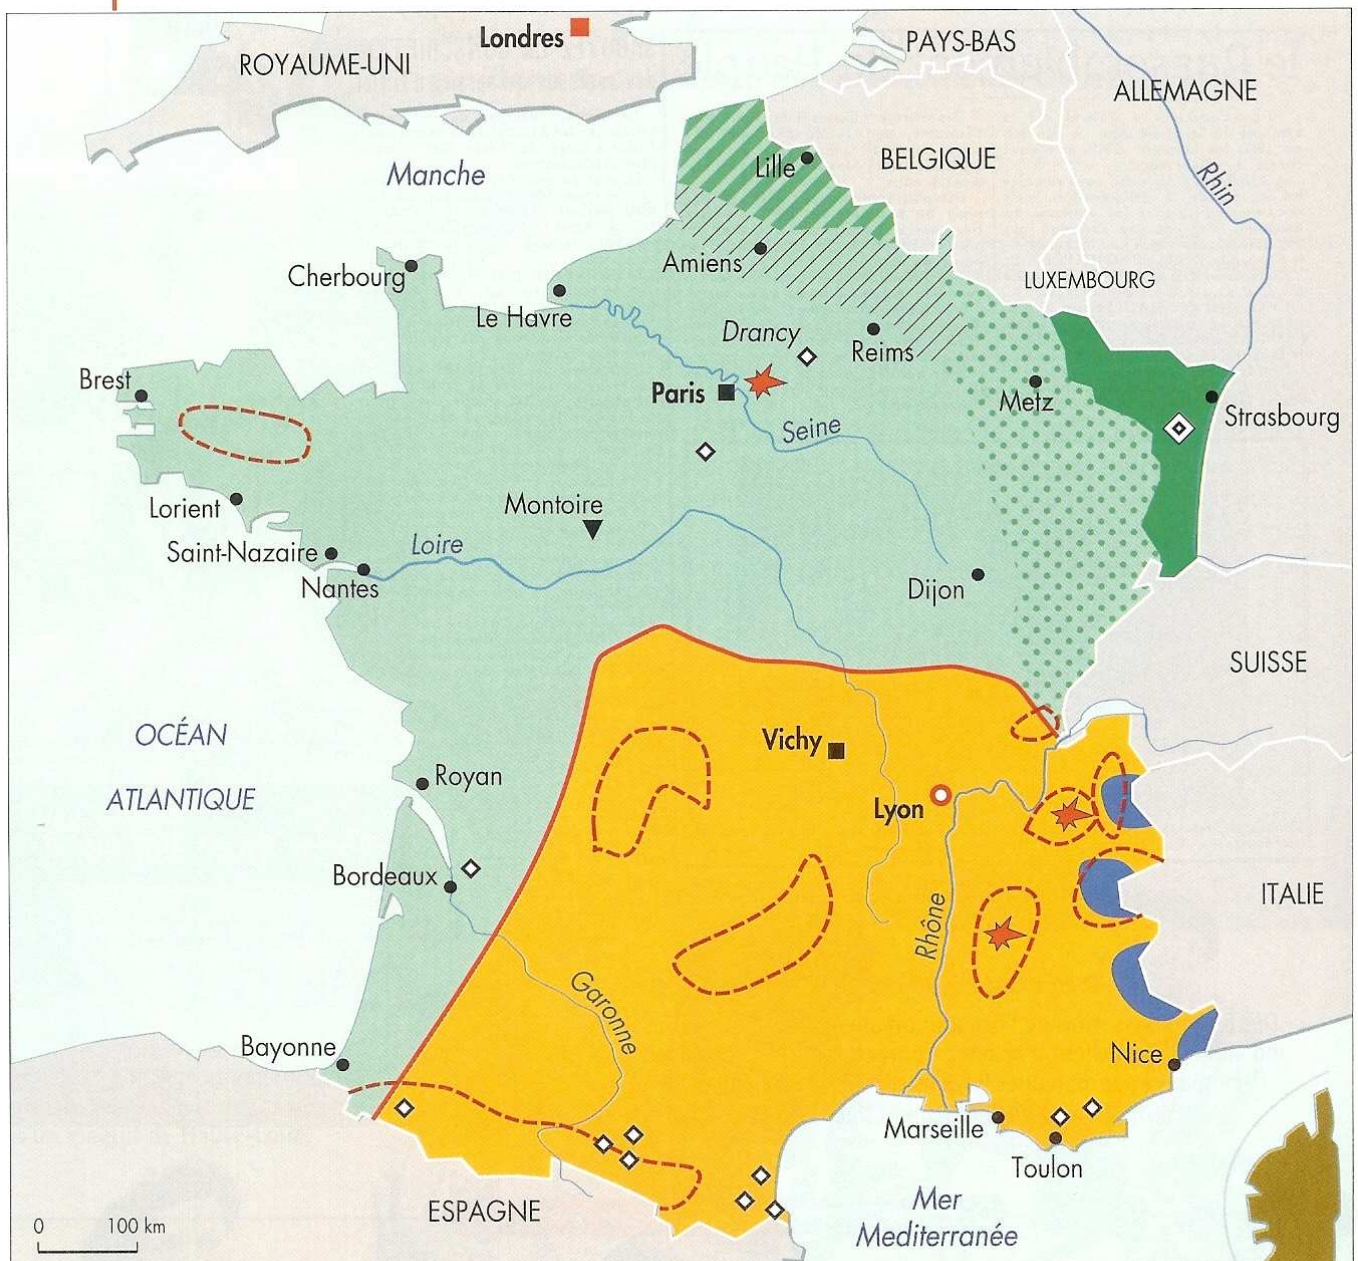 Londres
ROYAUME-UNI
PAYS-BAS
ALLEMAGNE
Manche
Lille
BELGIQUE
Rhin
Cherbourg
Amiens
LUXEMBOURG
Le Havre
Drancy
Reims
Brest
Paris
Metz
Strasbourg
Seine
Lorient
Montoire
Saint-Nazaire
Loire
Nantes
Dijon
SUISSE
OCÉAN
ATLANTIQUE
Vichy
Royan
Lyon
Bordeaux
ITALIE
Rhône
Garonne
Bayonne
Nice
Marseille
Toulon
ESPAGNE
Mer
Mediterranée
0 100 km